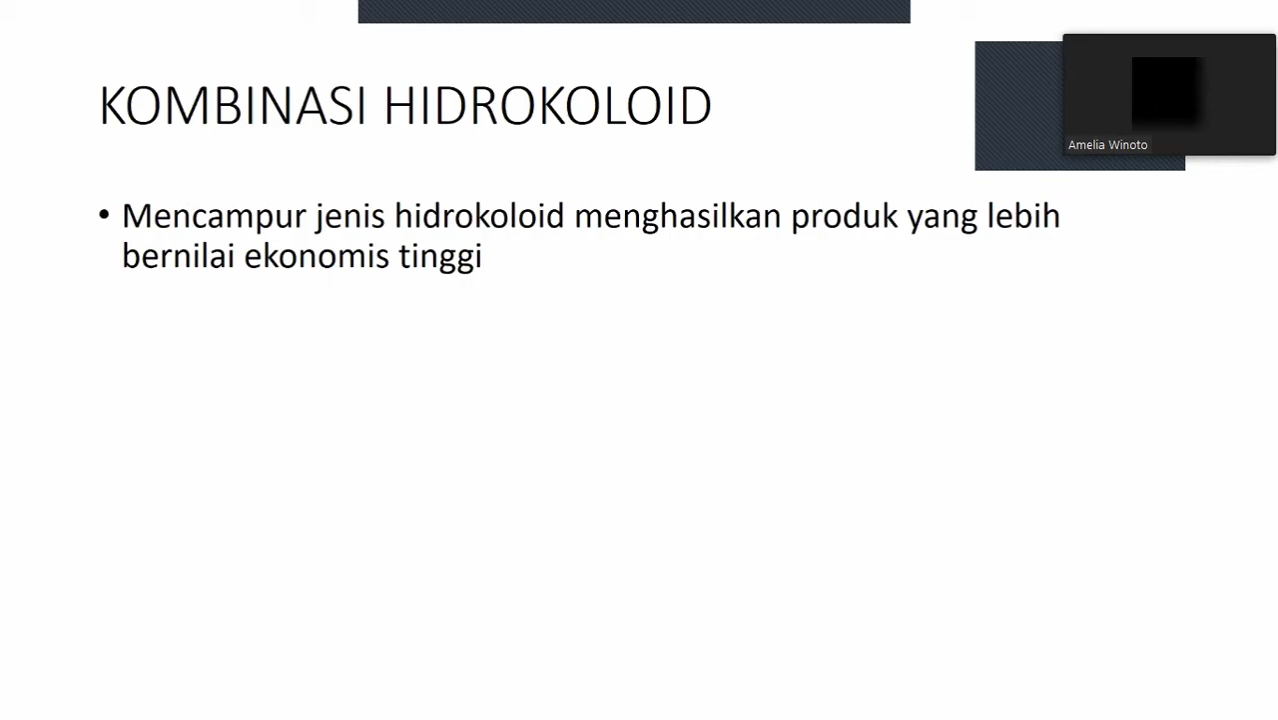 KOMBINASI HIDROKOLOID
Amelia Winoto
• Mencampur jenis hidrokoloid menghasilkan produk yang lebih
bernilai ekonomis tinggi